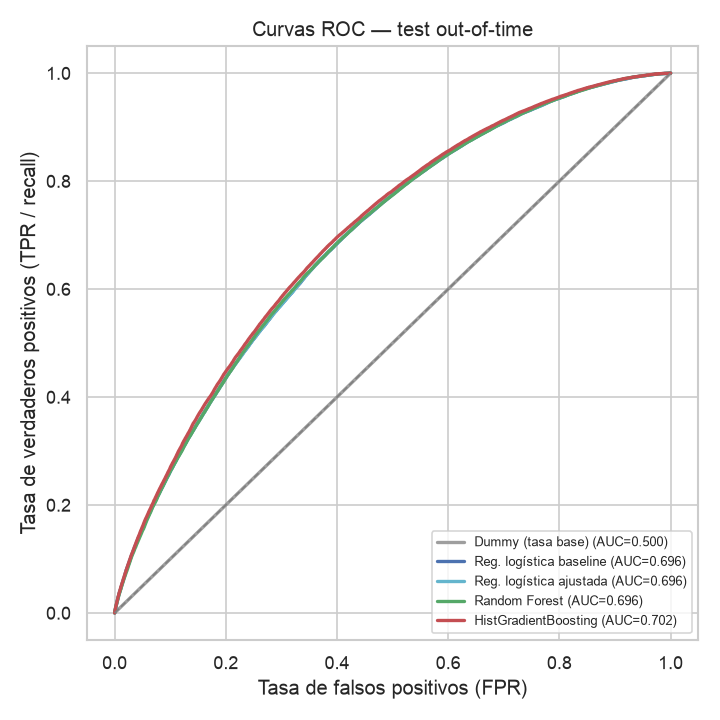 Curvas ROC — test out-of-time
Tasa de verdaderos positivos (TPR / recall)
1.0
0.8
0.6
0.4
0.2
0.0
Dummy (tasa base) (AUC=0.500)
Reg. logística baseline (AUC=0.696)
Reg. logística ajustada (AUC=0.696)
Random Forest (AUC=0.696)
HistGradientBoosting (AUC=0.702)
0.0 0.2 0.4 0.6 0.8 1.0
Tasa de falsos positivos (FPR)